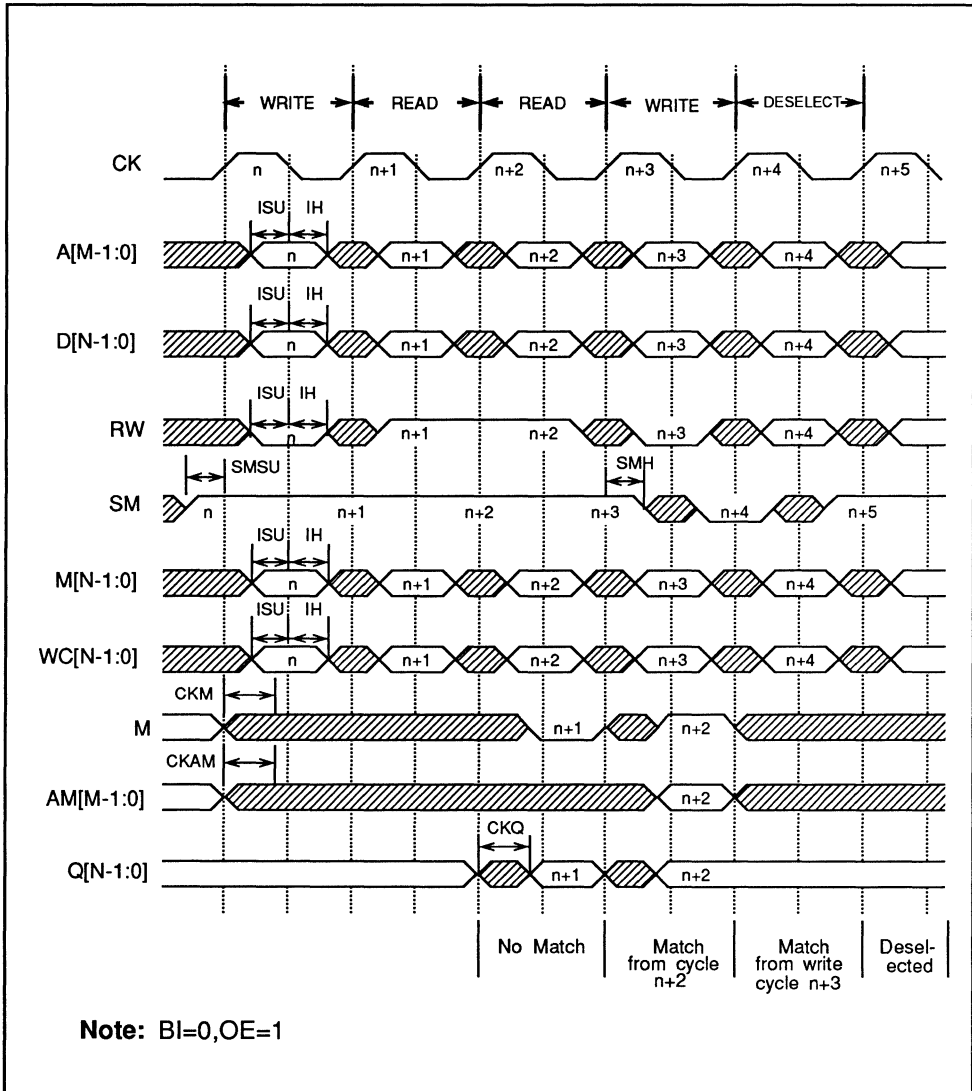 WRITE READ READ WRITE DESELECT
CK n n+1 n+2 n+3 n+4 n+5
ISU IH
A[M-1:0] n n+1 n+2 n+3 n+4
ISU IH
D[N-1:0] n n+1 n+2 n+3 n+4
ISU IH
RW n n+1 n+2 n+3 n+4
SMSU SMH
SM n n+1 n+2 n+3 n+4 n+5
ISU IH
M[N-1:0] n n+1 n+2 n+3 n+4
ISU IH
WC[N-1:0] n n+1 n+2 n+3 n+4
CKM
M n+1 n+2
CKAM
AM[M-1:0] n+2
CKQ
Q[N-1:0] n+1 n+2
No Match Match Match Desel-
from cycle from write ected
n+2 cycle n+3
Note: BI=0,OE=1